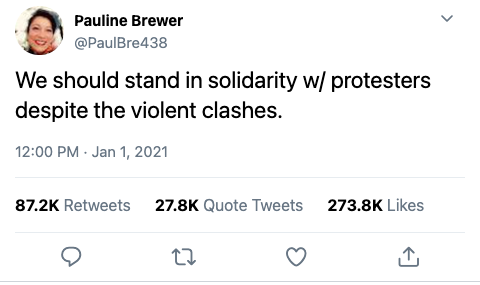 Pauline Brewer
@PaulBre438
We should stand in solidarity w/ protesters
despite the violent clashes.
12:00 PM · Jan 1, 2021
87.2K Retweets 27.8K Quote Tweets 273.8K Likes